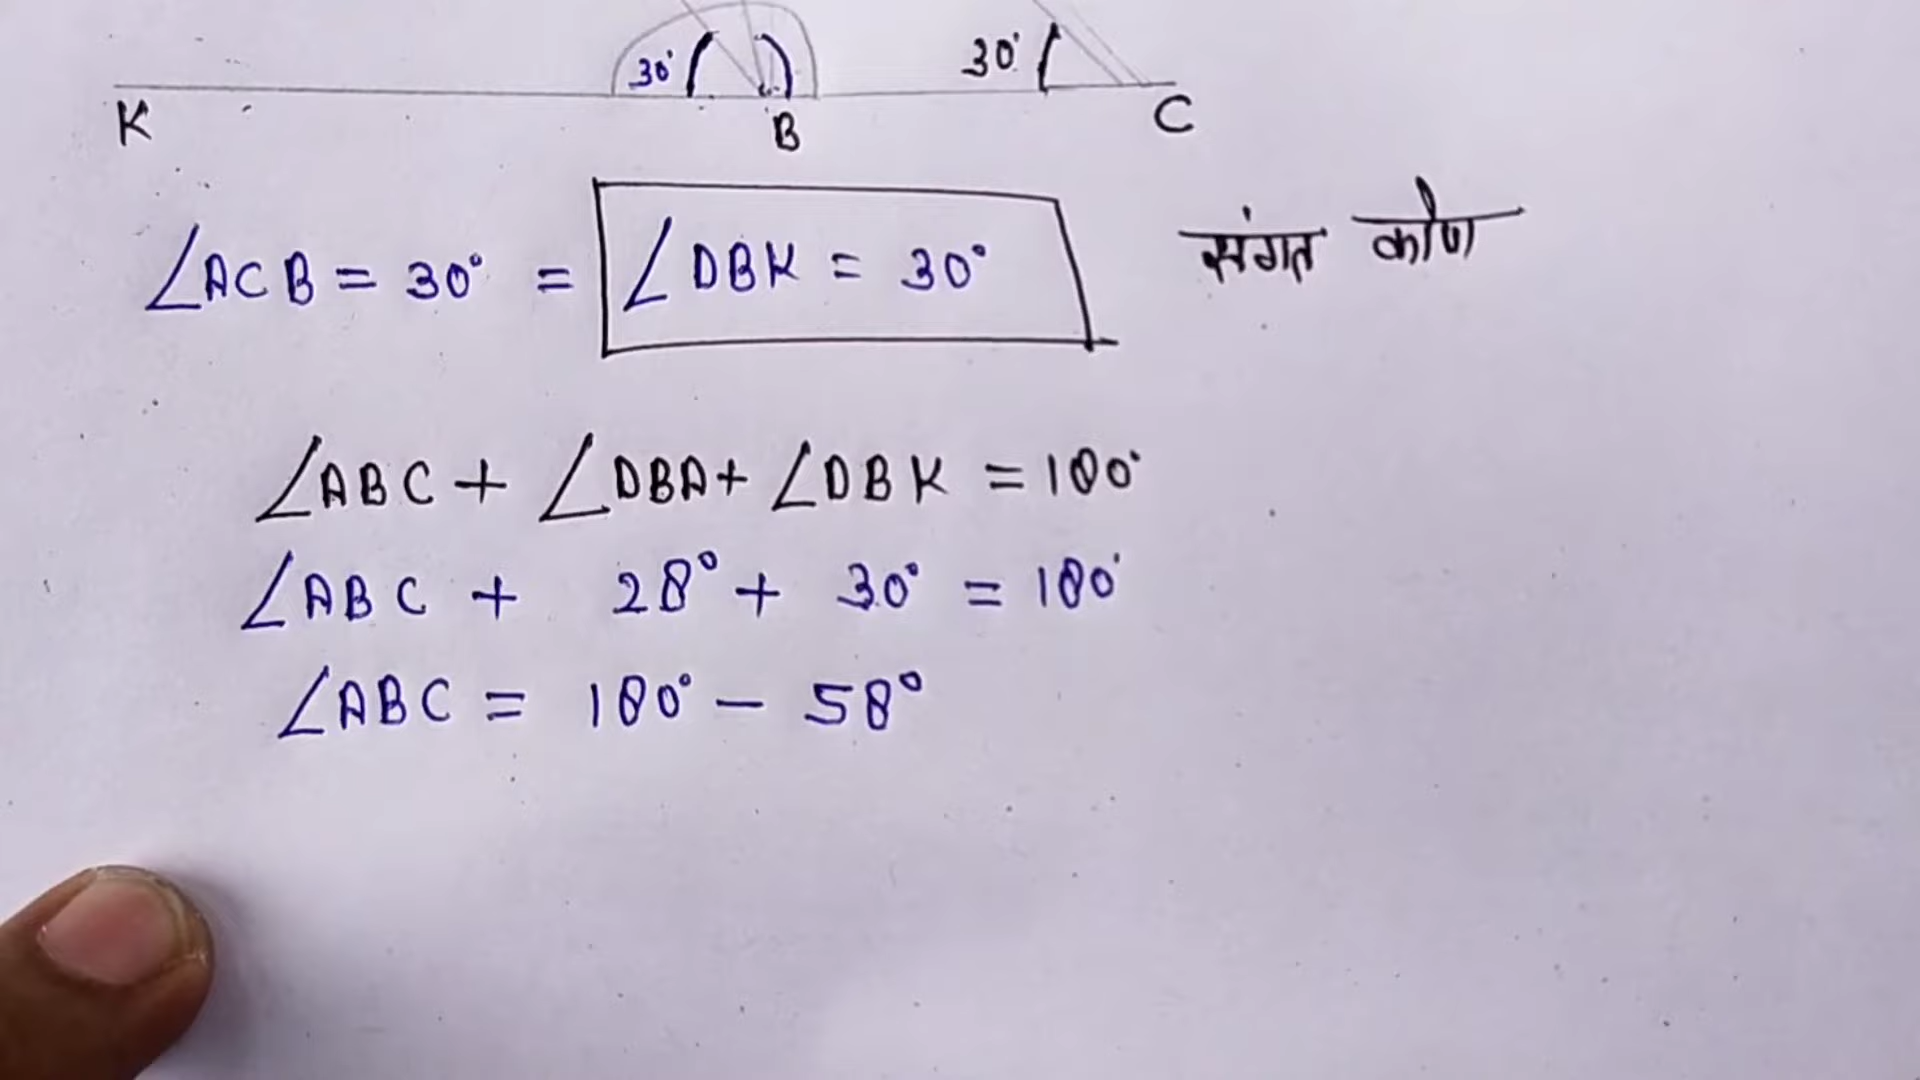 30° 30°
K B C
∠ACB = 30° = ∠DBK = 30° संगत कोण
∠ABC + ∠DBA + ∠DBK = 180°
∠ABC + 28° + 30° = 180°
∠ABC = 180° - 58°